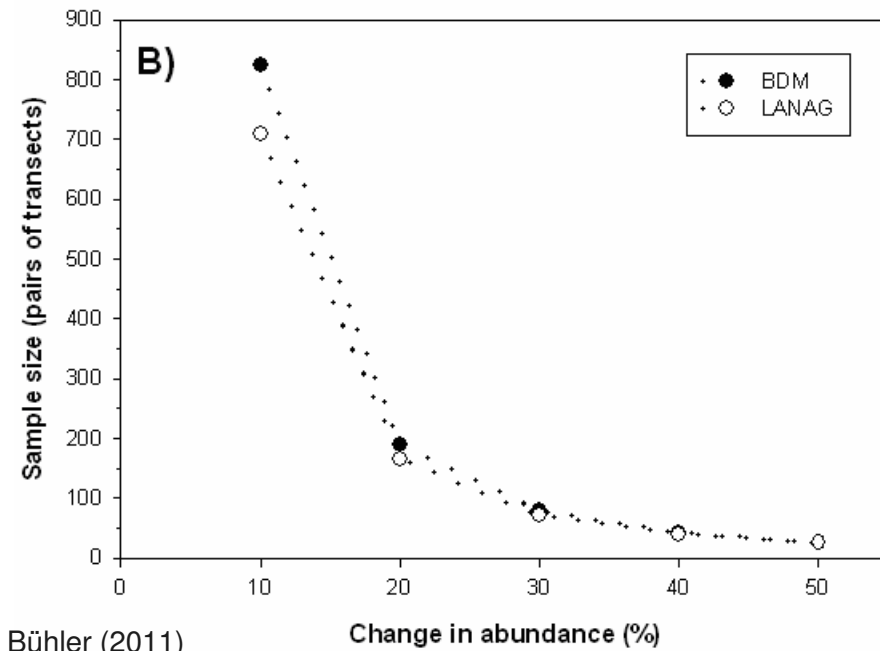 900
800
700
600
500
400
300
200
100
0
Sample size (pairs of transects)
B)
BDM
LANAG
0 10 20 30 40 50
Change in abundance (%)
Bühler (2011)